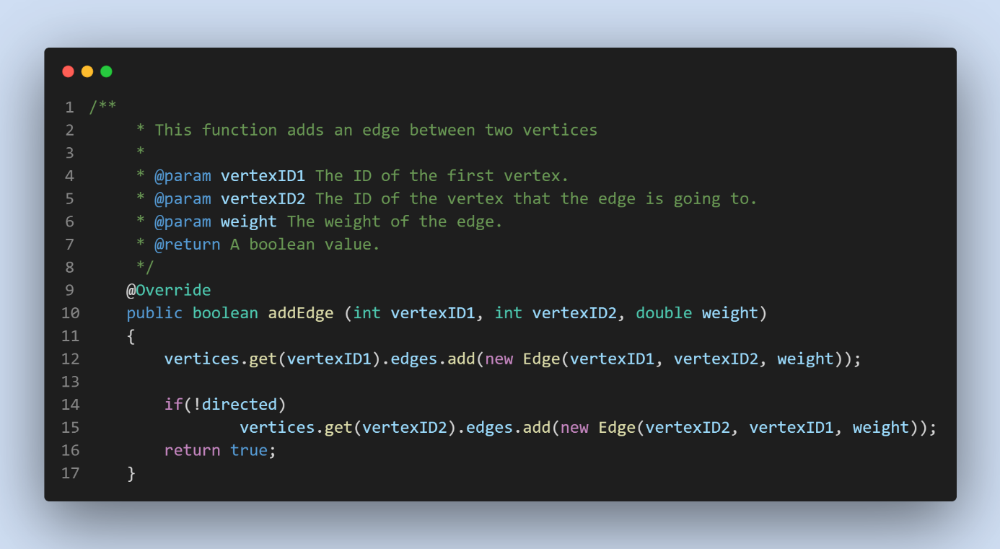 1 /**
2      * This function adds an edge between two vertices
3      *
4      * @param vertexID1 The ID of the first vertex.
5      * @param vertexID2 The ID of the vertex that the edge is going to.
6      * @param weight The weight of the edge.
7      * @return A boolean value.
8      */
9     @Override
10     public boolean addEdge (int vertexID1, int vertexID2, double weight)
11     {
12         vertices.get(vertexID1).edges.add(new Edge(vertexID1, vertexID2, weight));
13
14         if(!directed)
15                 vertices.get(vertexID2).edges.add(new Edge(vertexID2, vertexID1, weight));
16         return true;
17     }